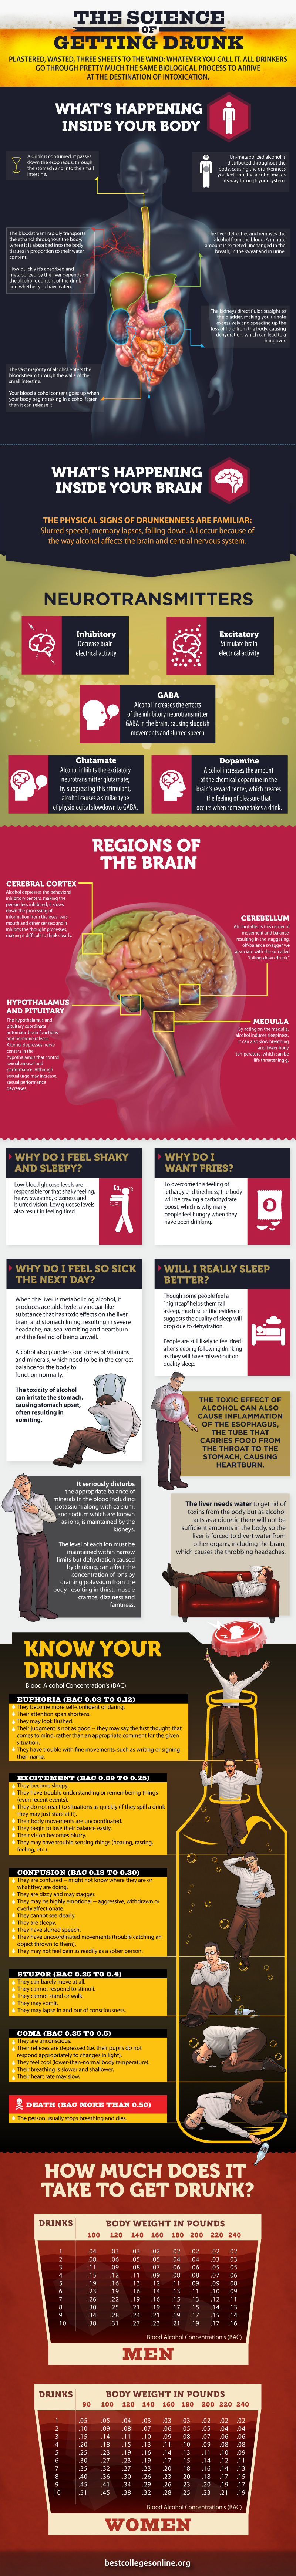 THE SCIENCE
OF
GETTING DRUNK
PLASTERED, WASTED, THREE SHEETS TO THE WIND; WHATEVER YOU CALL IT, ALL DRINKERS
GO THROUGH PRETTY MUCH THE SAME BIOLOGICAL PROCESS TO ARRIVE
AT THE DESTINATION OF INTOXICATION.
WHAT'S HAPPENING
INSIDE YOUR BODY
A drink is consumed; it passes
down the esophagus, through
the stomach and into the small
intestine.
Un-metabolized alcohol is
distributed throughout the
body, causing the drunkenness
you feel until the alcohol makes
its way through your system.
The bloodstream rapidly transports
the ethanol throughout the body,
where it is absorbed into the body
tissues in proportion to their water
content.
How quickly it's absorbed and
metabolized by the liver depends on
the alcoholic content of the drink
and whether you have eaten.
The liver detoxifies and removes the
alcohol from the blood. A minute
amount is excreted unchanged in the
breath, in the sweat and in urine.
The kidneys direct fluids straight to
the bladder, making you urinate
excessively and speeding up the
loss of fluid from the body, causing
dehydration, which can lead to a
hangover.
The vast majority of alcohol enters the
bloodstream through the walls of the
small intestine.
Your blood alcohol content goes up when
your body begins taking in alcohol faster
than it can release it.
WHAT'S HAPPENING
INSIDE YOUR BRAIN
THE PHYSICAL SIGNS OF DRUNKENNESS ARE FAMILIAR:
Slurred speech, memory lapses, falling down. All occur because of
the way alcohol affects the brain and central nervous system.
NEUROTRANSMITTERS
Inhibitory
Decrease brain
electrical activity
Excitatory
Stimulate brain
electrical activity
GABA
Alcohol increases the effects
of the inhibitory neurotransmitter
GABA in the brain, causing sluggish
movements and slurred speech
Glutamate
Alcohol inhibits the excitatory
neurotransmitter glutamate;
by suppressing this stimulant,
alcohol causes a similar type
of physiological slowdown to GABA.
Dopamine
Alcohol increases the amount
of the chemical dopamine in the
brain's reward center, which creates
the feeling of pleasure that
occurs when someone takes a drink.
REGIONS OF
THE BRAIN
CEREBRAL CORTEX
Alcohol depresses the behavioral
inhibitory centers, making the
person less inhibited. It slows
down the processing of
information from the eyes, ears,
mouth and other senses; and it
inhibits the thought processes,
making it difficult to think clearly.
CEREBELLUM
Alcohol affects this center of
movement and balance,
resulting in the staggering,
off-balance swagger we
associate with the so-called
"falling-down drunk."
HYPOTHALAMUS
AND PITUITARY
The hypothalamus and
pituitary coordinate
automatic brain functions
and hormone release.
Alcohol depresses nerve
centers in the
hypothalamus that control
sexual arousal and
performance. Although
sexual urge may increase,
sexual performance
decreases.
MEDULLA
By acting on the medulla,
alcohol induces sleepiness.
It can also slow breathing
and lower body
temperature, which can be
life threatening.g.
WHY DO I FEEL SHAKY
AND SLEEPY?
Low blood glucose levels are
responsible for that shaky feeling,
heavy sweating, dizziness and
blurred vision. Low glucose levels
also result in feeling tired
WHY DO I
WANT FRIES?
To overcome this feeling of
lethargy and tiredness, the body
will be craving a carbohydrate
boost, which is why many
people feel hungry when they
have been drinking.
WHY DO I FEEL SO SICK
THE NEXT DAY?
When the liver is metabolizing alcohol, it
produces acetaldehyde, a vinegar-like
substance that has toxic effects on the liver,
brain and stomach lining, resulting in severe
headache, nausea, vomiting and heartburn
and the feeling of being unwell.
Alcohol also plunders our stores of vitamins
and minerals, which need to be in the correct
balance for the body to
function normally.
The toxicity of alcohol
can irritate the stomach,
causing stomach upset,
often resulting in
vomiting.
WILL I REALLY SLEEP
BETTER?
Though some people feel a
"nightcap" helps then fall
asleep, much scientific evidence
suggests the quality of sleep will
drop due to dehydration.
People are still likely to feel tired
after sleeping following drinking
as they will have missed out on
quality sleep.
THE TOXIC EFFECT OF
ALCOHOL CAN ALSO
CAUSE INFLAMMATION
OF THE ESOPHAGUS,
THE TUBE THAT
CARRIES FOOD FROM
THE THROAT TO THE
STOMACH, CAUSING
HEARTBURN.
It seriously disturbs
the appropriate balance of
minerals in the blood including
potassium along with calcium,
and sodium which are known
as ions, is maintained by the
kidneys.
The level of each ion must be
maintained within narrow
limits but dehydration caused
by drinking, can affect the
concentration of ions by
draining potassium from the
body, resulting in thirst, muscle
cramps, dizziness and
faintness.
The liver needs water to get rid of
toxins from the body but as alcohol
acts as a diuretic there will not be
sufficient amounts in the body, so the
liver is forced to divert water from
other organs, including the brain,
which causes the throbbing headaches.
KNOW YOUR
DRUNKS
Blood Alcohol Concentration's (BAC)
EUPHORIA (BAC 0.03 TO 0.12)
They become more self-confident or daring.
Their attention span shortens.
They may look flushed.
Their judgment is not as good -- they may say the first thought that
comes to mind, rather than an appropriate comment for the given
situation.
They have trouble with fine movements, such as writing or signing
their name.
EXCITEMENT (BAC 0.09 TO 0.25)
They become sleepy.
They have trouble understanding or remembering things
(even recent events).
They do not react to situations as quickly (if they spill a drink
they may just stare at it).
Their body movements are uncoordinated.
They begin to lose their balance easily.
Their vision becomes blurry.
They may have trouble sensing things (hearing, tasting,
feeling, etc.).
CONFUSION (BAC 0.18 TO 0.30)
They are confused -- might not know where they are or
what they are doing.
They are dizzy and may stagger.
They may be highly emotional -- aggressive, withdrawn or
overly affectionate.
They cannot see clearly.
They are sleepy.
They have slurred speech.
They have uncoordinated movements (trouble catching an
object thrown to them).
They may not feel pain as readily as a sober person.
STUPOR (BAC 0.25 TO 0.4)
They can barely move at all.
They cannot respond to stimuli.
They cannot stand or walk.
They may vomit.
They may lapse in and out of consciousness.
COMA (BAC 0.35 TO 0.5)
They are unconscious.
Their reflexes are depressed (i.e. their pupils do not
respond appropriately to changes in light).
They feel cool (lower-than-normal body temperature).
Their breathing is slower and shallower.
Their heart rate may slow.
DEATH (BAC MORE THAN 0.50)
The person usually stops breathing and dies.
HOW MUCH DOES IT
TAKE TO GET DRUNK?
DRINKS BODY WEIGHT IN POUNDS
100 120 140 160 180 200 220 240
1 .04 .03 .03 .02 .02 .02 .02 .02
2 .08 .06 .05 .05 .04 .04 .03 .03
3 .11 .09 .08 .07 .06 .06 .05 .05
4 .15 .12 .11 .09 .08 .08 .07 .06
5 .19 .16 .13 .12 .11 .09 .09 .08
6 .23 .19 .16 .14 .13 .11 .10 .09
7 .26 .22 .19 .16 .15 .13 .12 .11
8 .30 .25 .21 .19 .17 .15 .14 .13
9 .34 .28 .24 .21 .19 .17 .15 .14
10 .38 .31 .27 .23 .21 .19 .17 .16
Blood Alcohol Concentration's (BAC)
MEN
DRINKS BODY WEIGHT IN POUNDS
90 100 120 140 160 180 200 220 240
1 .05 .05 .04 .03 .03 .03 .02 .02 .02
2 .10 .09 .08 .07 .06 .05 .05 .04 .04
3 .15 .14 .11 .10 .09 .08 .07 .06 .06
4 .20 .18 .15 .13 .11 .10 .09 .08 .08
5 .25 .23 .19 .16 .14 .13 .11 .10 .09
6 .30 .27 .23 .19 .17 .15 .14 .12 .11
7 .35 .32 .27 .23 .20 .18 .16 .14 .13
8 .40 .36 .30 .26 .23 .20 .18 .17 .15
9 .45 .41 .34 .29 .26 .23 .20 .19 .17
10 .51 .45 .38 .32 .28 .25 .23 .21 .19
Blood Alcohol Concentration's (BAC)
WOMEN
bestcollegesonline.org